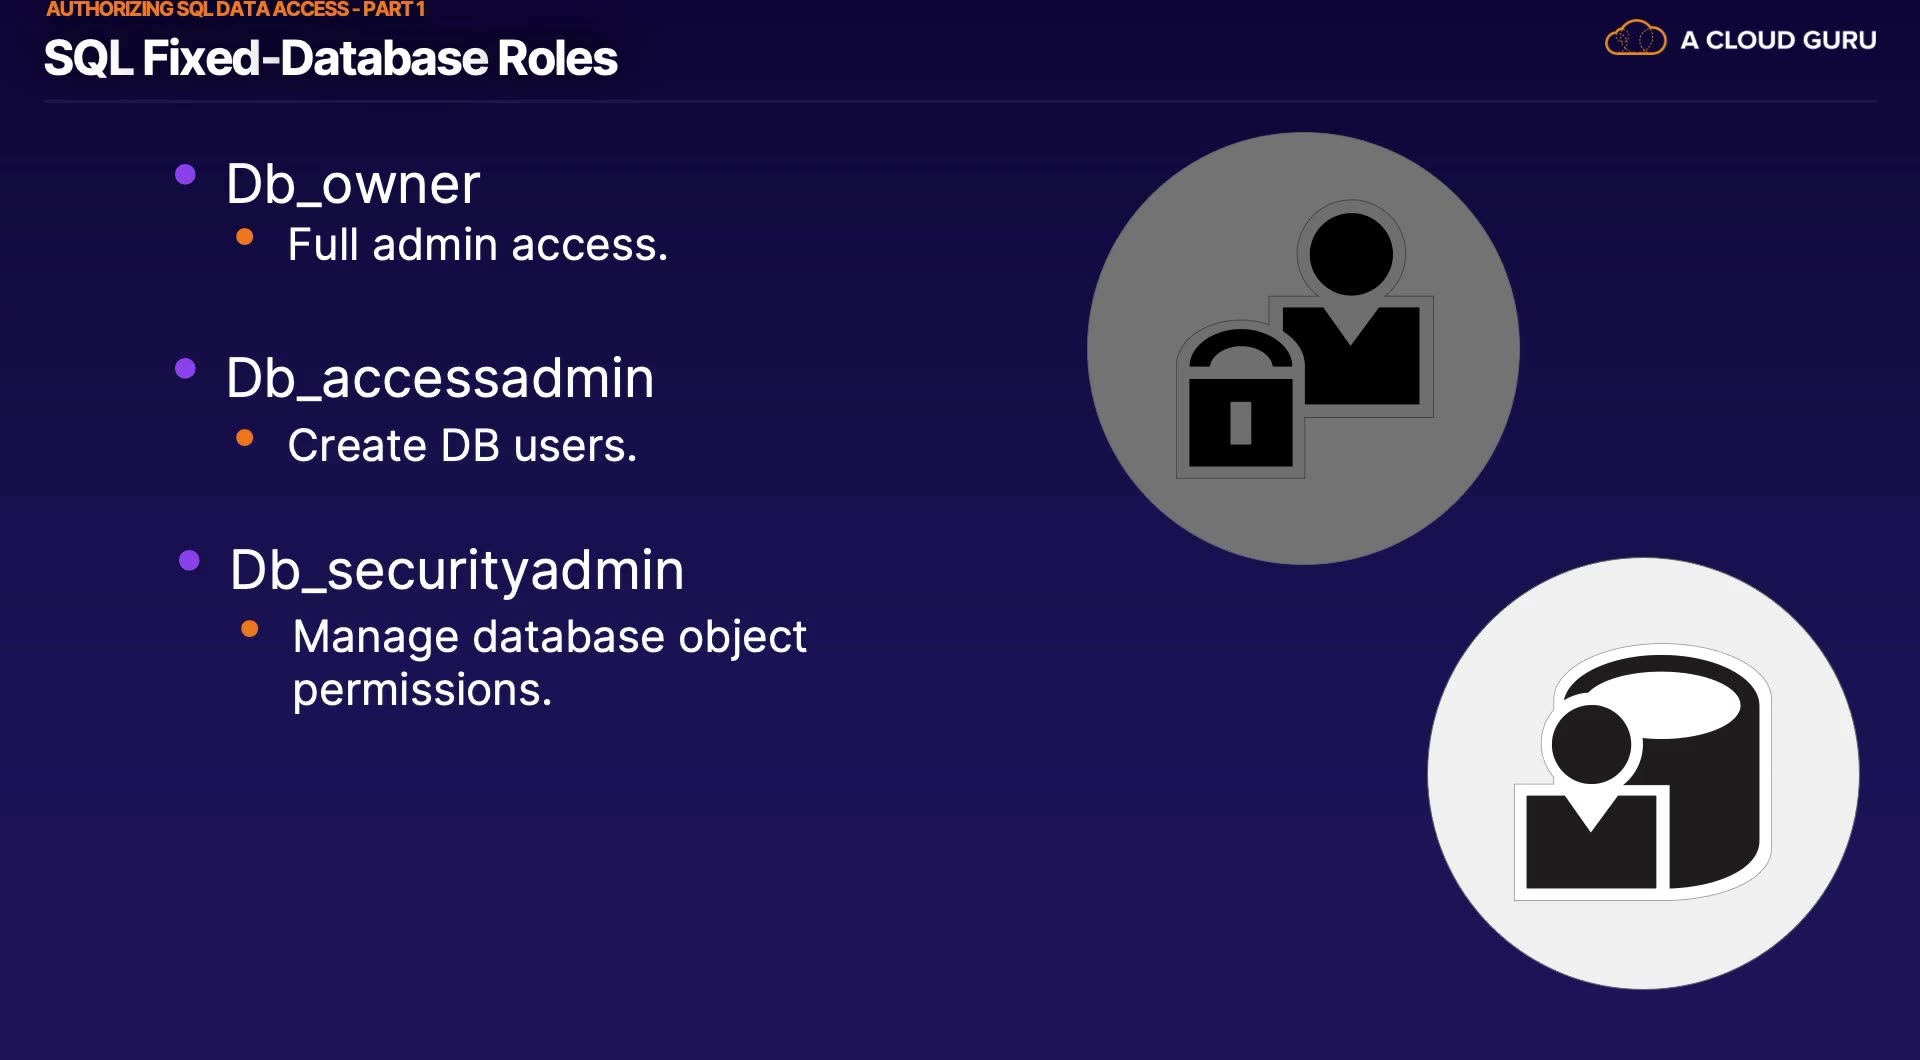 AUTHORIZING SQL DATA ACCESS - PART 1
SQL Fixed-Database Roles
A CLOUD GURU
Db_owner
Full admin access.
Db_accessadmin
Create DB users.
Db_securityadmin
Manage database object
permissions.